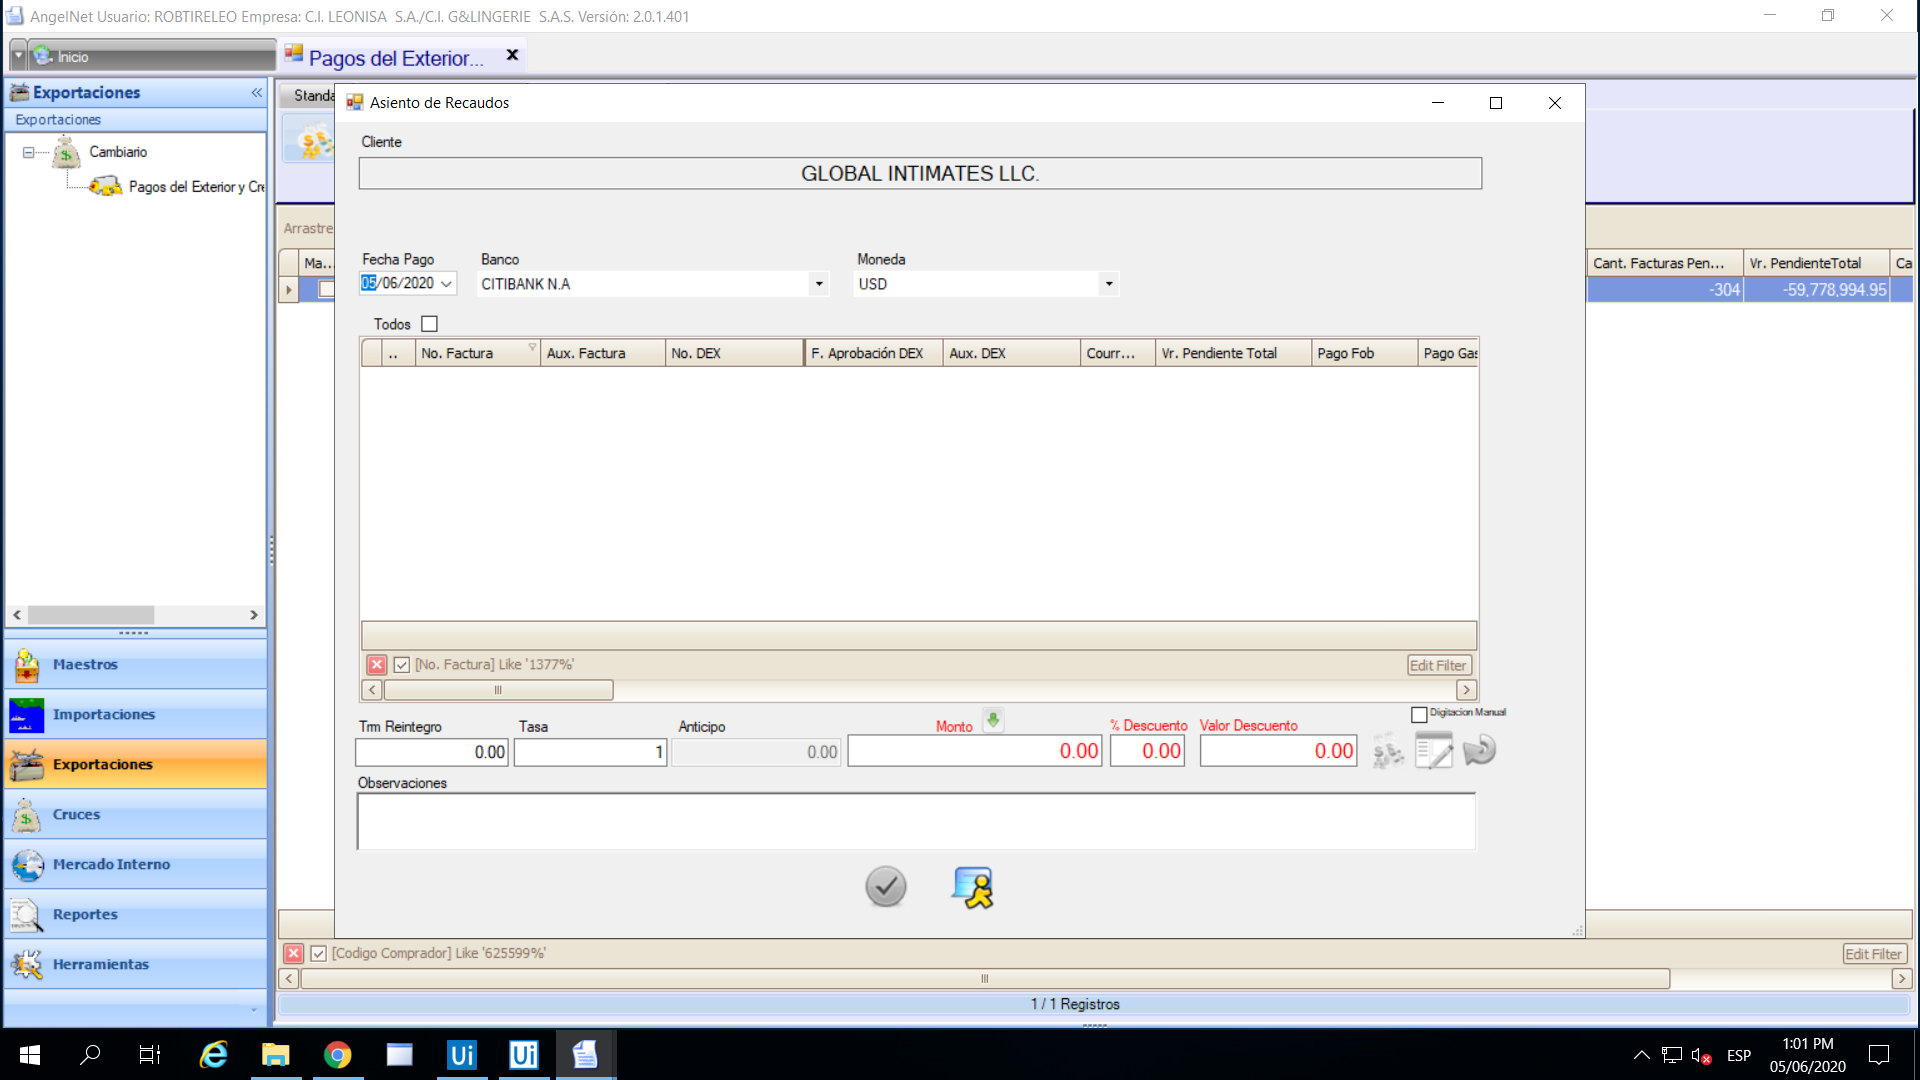 AngelNet Usuario: ROBTIRELEO Empresa: C.I. LEONISA  S.A./C.I. G&LINGERIE  S.A.S. Versión: 2.0.1.401
Inicio
Pagos del Exterior...
Exportaciones
Exportaciones
Cambiario
Pagos del Exterior y Cre
Standa
Asiento de Recaudos
Cliente
GLOBAL INTIMATES LLC.
Arrastre
Fecha Pago Banco Moneda
05/06/2020 CITIBANK N.A USD
Ma... Cant. Facturas Pen... Vr. PendienteTotal Ca
-304 -59,778,994.95
Todos
.. No. Factura Aux. Factura No. DEX F. Aprobación DEX Aux. DEX Courr... Vr. Pendiente Total Pago Fob Pago Gas
[No. Factura] Like '1377%' Edit Filter
Trm Reintegro Tasa Anticipo Monto % Descuento Valor Descuento Digitacion Manual
0.00 1 0.00 0.00 0.00 0.00
Observaciones
Maestros
Importaciones
Exportaciones
Cruces
Mercado Interno
Reportes
Herramientas
[Codigo Comprador] Like '625599%' Edit Filter
1 / 1 Registros
Ui Ui ESP 1:01 PM
05/06/2020